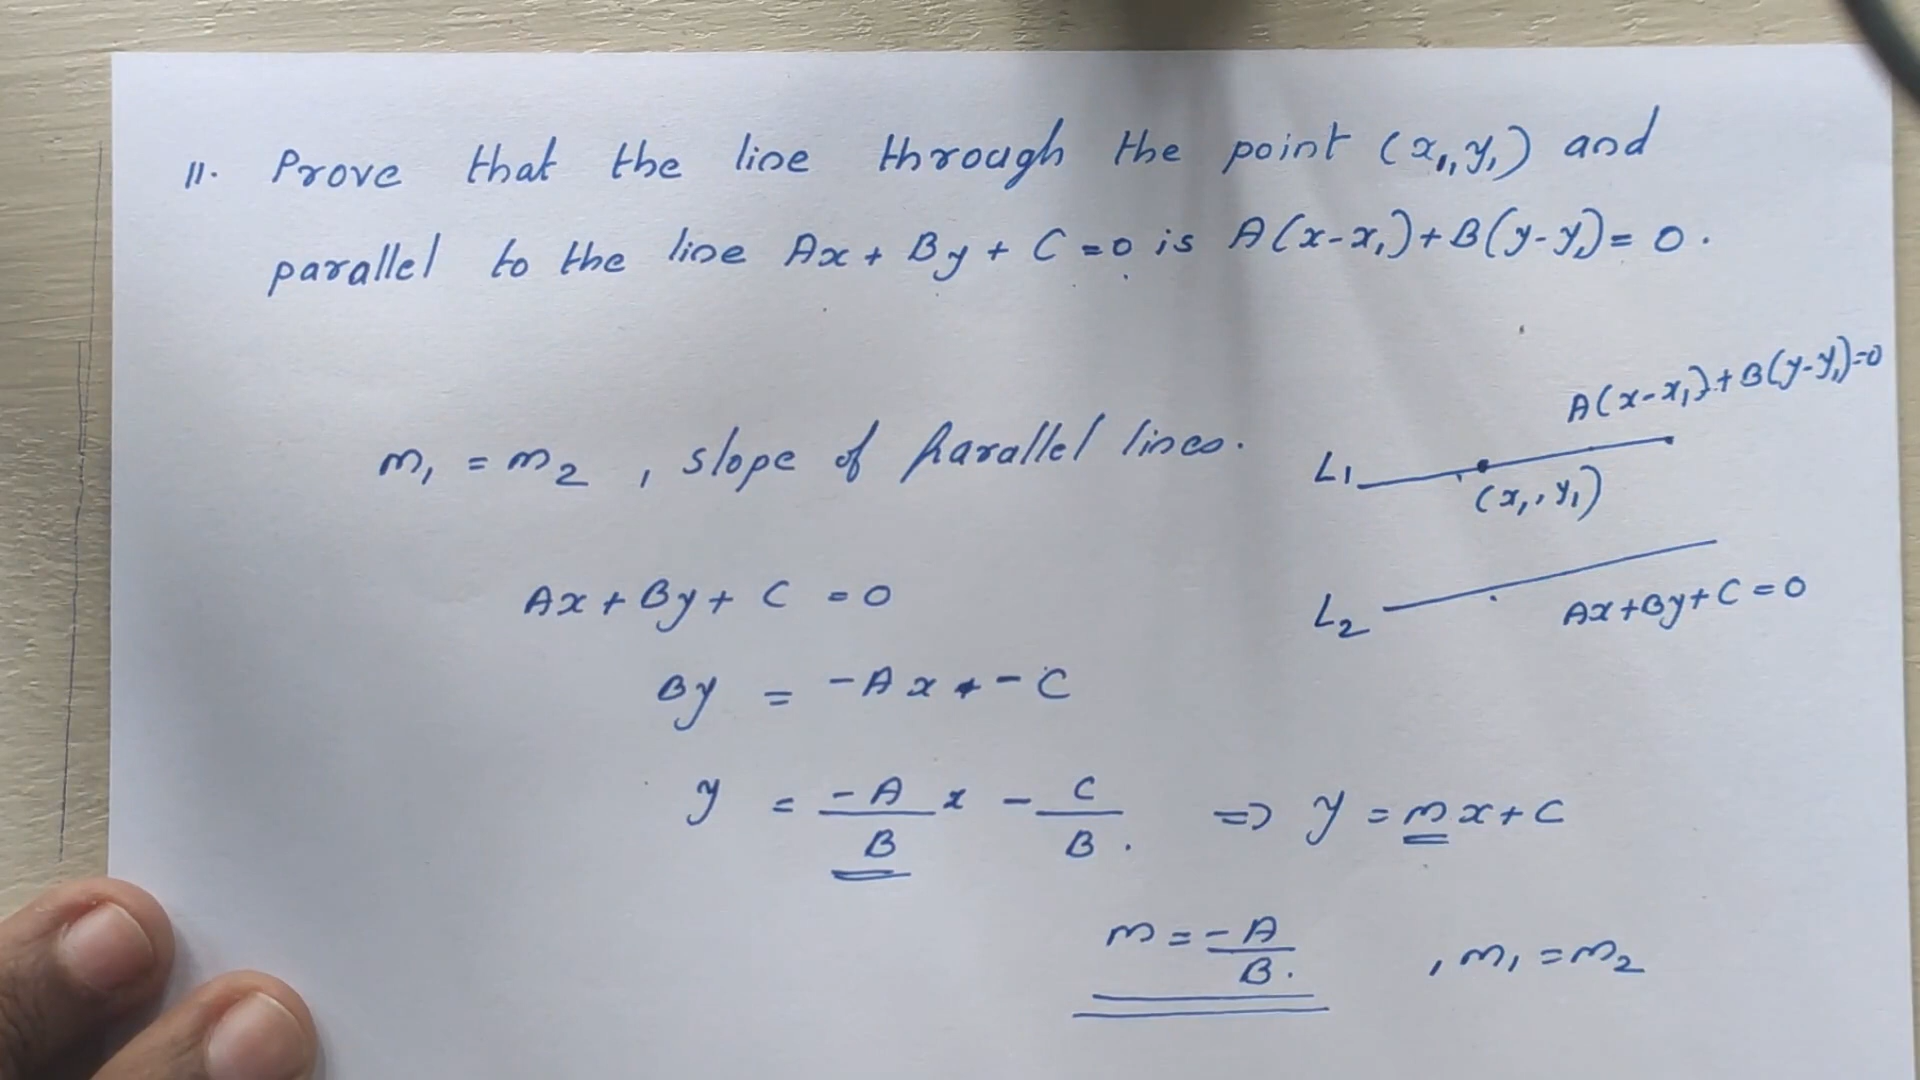 11. Prove that the line through the point (x₁, y₁) and
parallel to the line Ax + By + C = 0 is A(x-x₁) + B(y-y₁) = 0.
A(x-x₁) + B(y-y₁) = 0
m₁ = m₂ , slope of parallel lines.
L₁
(x₁, y₁)
L₂
Ax + By + C = 0
Ax + By + C = 0
By = -Ax - C
y = -A/B x - C/B. ⇒ y = mx + C
m = -A/B. , m₁ = m₂